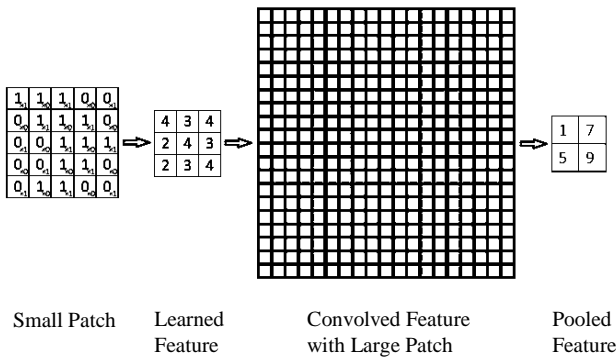 1 1 1 0 0
0 1 1 1 0
0 0 1 1 1
0 0 1 1 0
0 1 1 0 0
4 3 4
2 4 3
2 3 4
1 7
5 9
Small Patch
Learned
Feature
Convolved Feature
with Large Patch
Pooled
Feature